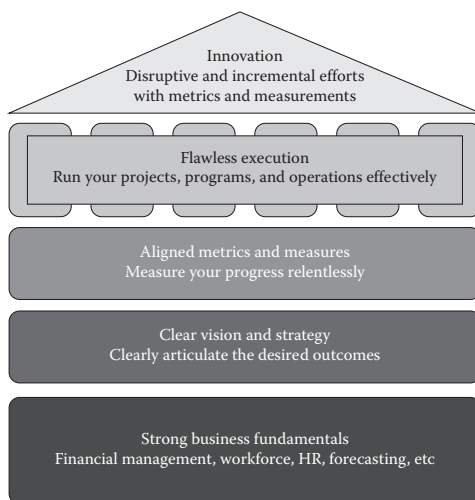 Innovation
Disruptive and incremental efforts
with metrics and measurements
Flawless execution
Run your projects, programs, and operations effectively
Aligned metrics and measures
Measure your progress relentlessly
Clear vision and strategy
Clearly articulate the desired outcomes
Strong business fundamentals
Financial management, workforce, HR, forecasting, etc